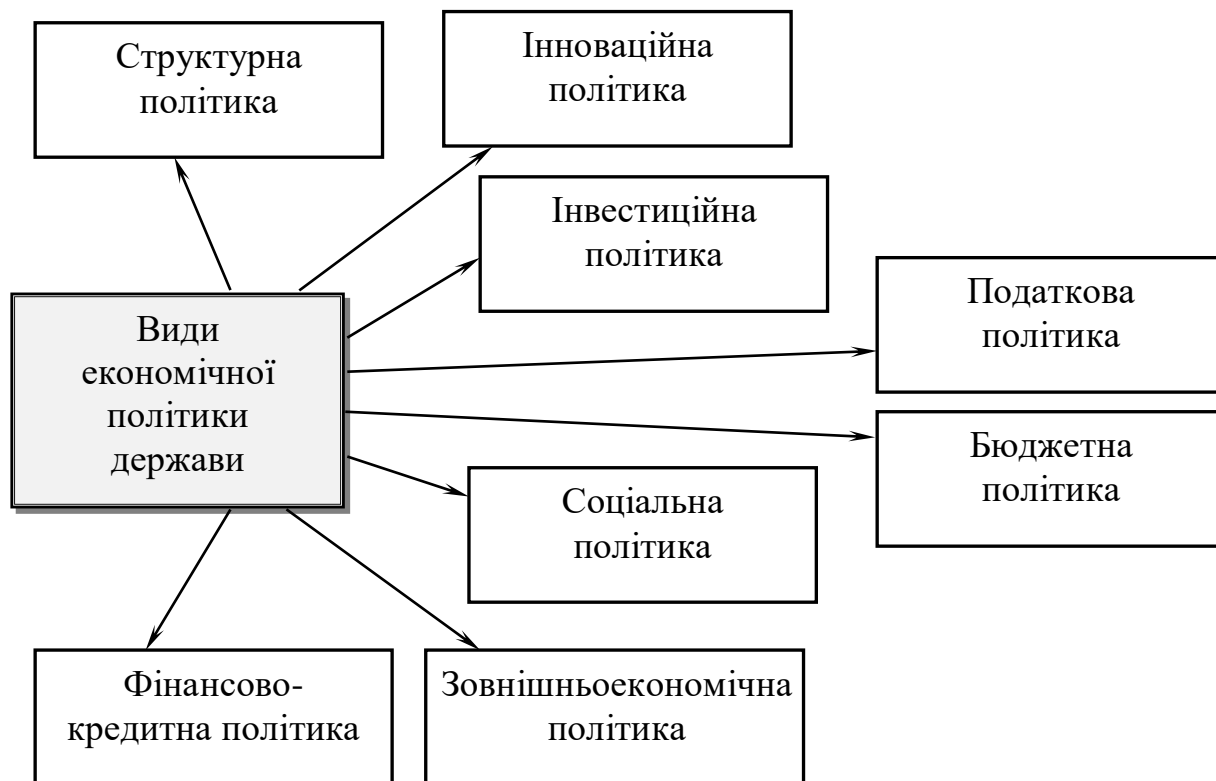 Структурна
політика
Інноваційна
політика
Інвестиційна
політика
Податкова
політика
Види
економічної
політики
держави
Бюджетна
політика
Соціальна
політика
Фінансово-
кредитна політика
Зовнішньоекономічна
політика